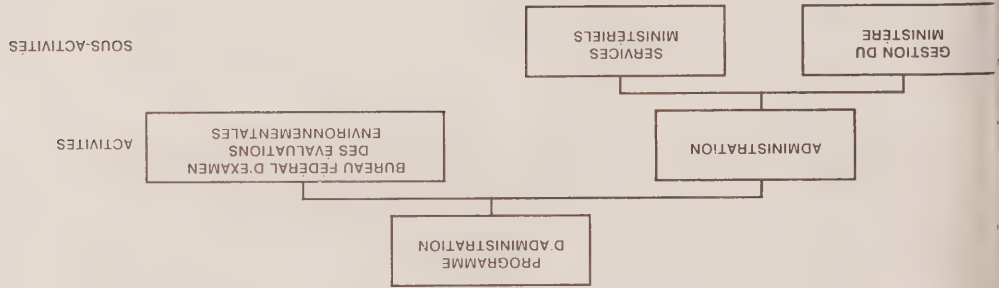 PROGRAMME
D'ADMINISTRATION
ACTIVITÉS
BUREAU FÉDÉRAL D'EXAMEN
DES ÉVALUATIONS
ENVIRONNEMENTALES
ADMINISTRATION
SOUS-ACTIVITÉS
SERVICES
MINISTÉRIELS
GESTION DU
MINISTÈRE